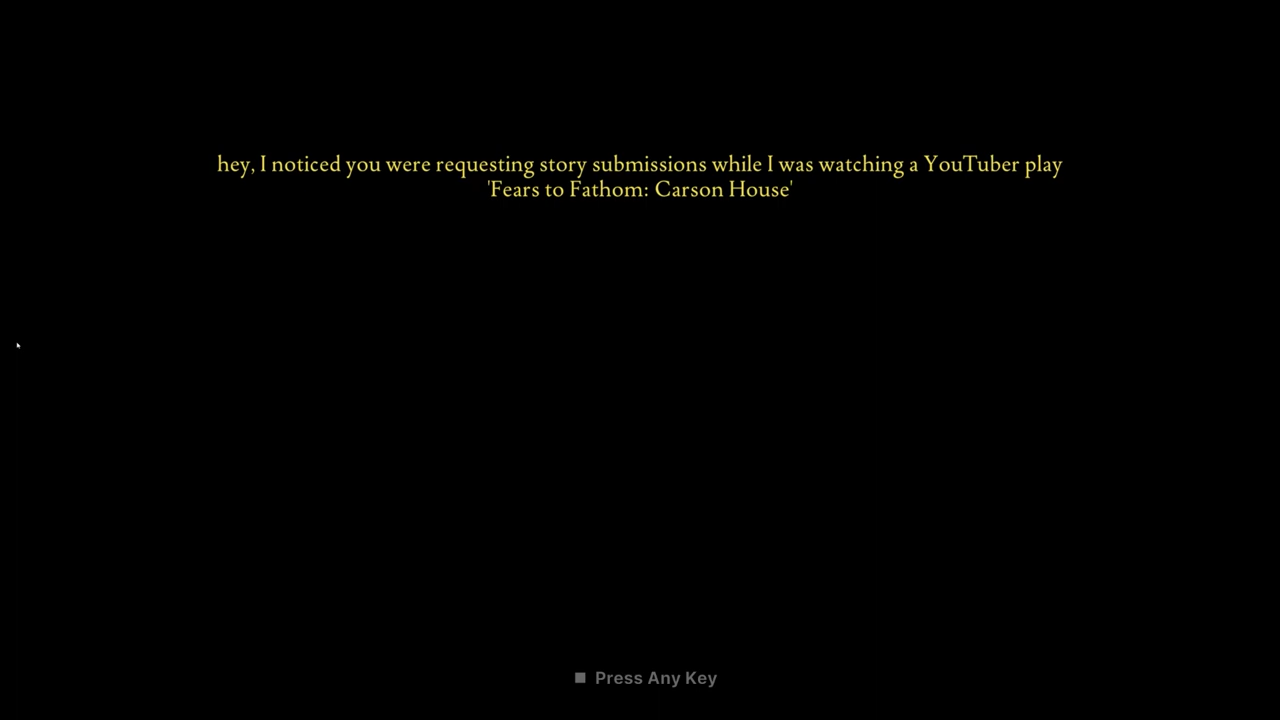 hey, I noticed you were requesting story submissions while I was watching a YouTuber play
'Fears to Fathom: Carson House'
Press Any Key